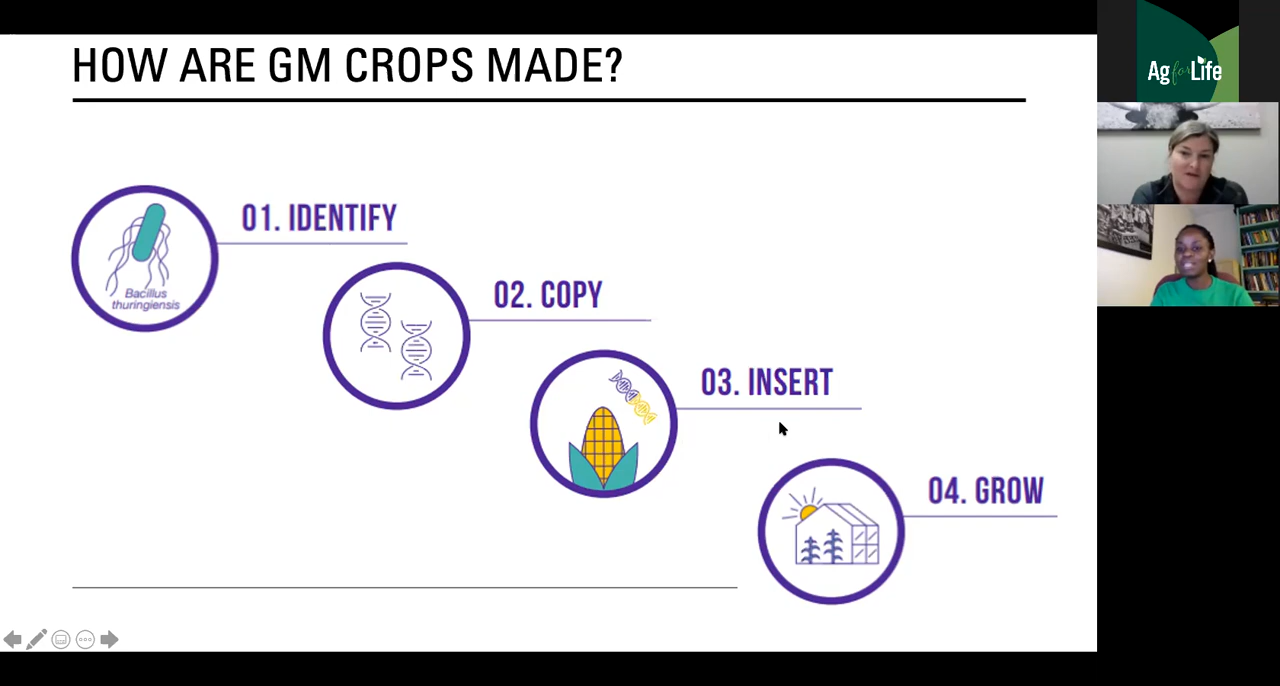 HOW ARE GM CROPS MADE?
Ag for Life
01. IDENTIFY
Bacillus
thuringiensis
02. COPY
03. INSERT
04. GROW